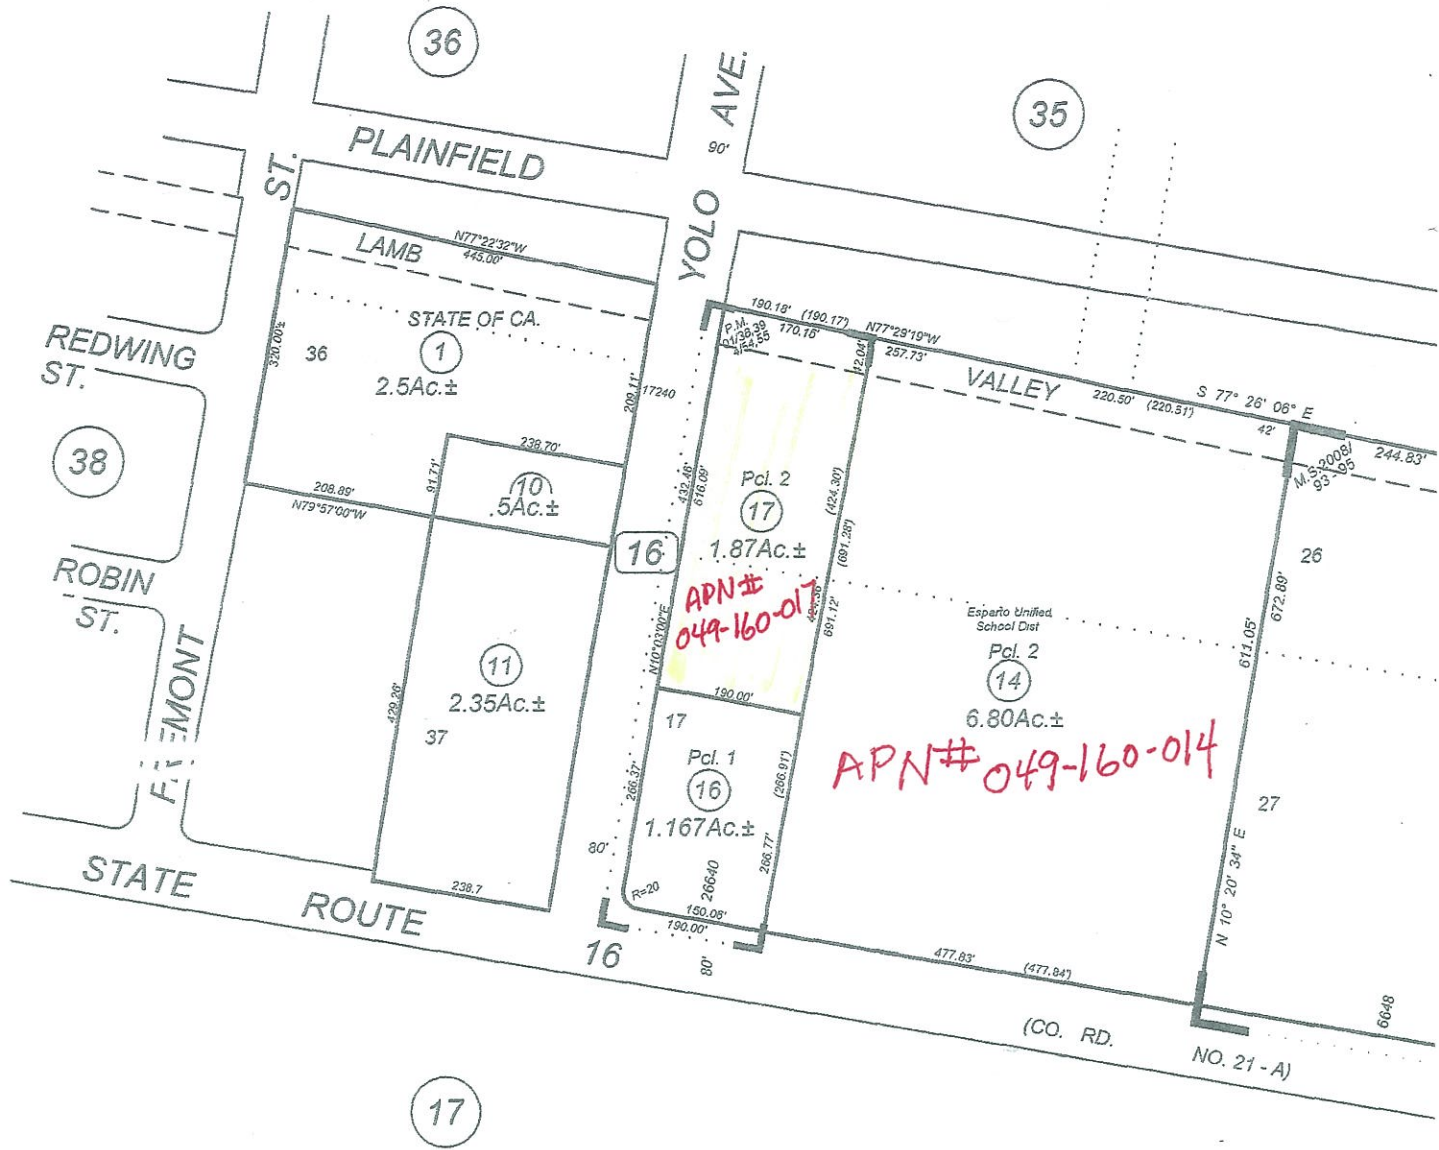 36
35
PLAINFIELD
ST.
YOLO AVE.
90'
LAMB
N77°22'32"W
445.00'
STATE OF CA.
1
2.5Ac.±
36
320.00'±
209.11'
17240
REDWING
ST.
38
ROBIN
ST.
FREMONT
238.70'
91.71'
10
.5Ac.±
208.89'
N79°57'00"W
16
11
2.35Ac.±
37
429.26'
238.7
190.18' (190.17')
170.16'
N77°29'19"W
257.73'
VALLEY
220.50' (220.51')
S 77° 26' 06" E
42'
244.83'
M.S.2008/
93 - 95
P.M.
4/54,55
432.46'
616.09'
Pcl. 2
17
1.87Ac.±
APN#
049-160-017
(424.30')
(691.28')
691.12'
N10°03'00"E
190.00'
17
Pcl. 1
16
1.167Ac.±
266.37'
(266.91')
266.77'
26640
R=20
150.08'
190.00'
80'
80'
Esparto Unified
School Dist
Pcl. 2
14
6.80Ac.±
APN# 049-160-014
26
672.89'
611.05'
27
N 10° 20' 34" E
477.83' (477.84')
6648
STATE ROUTE 16
(CO. RD. NO. 21 - A)
17